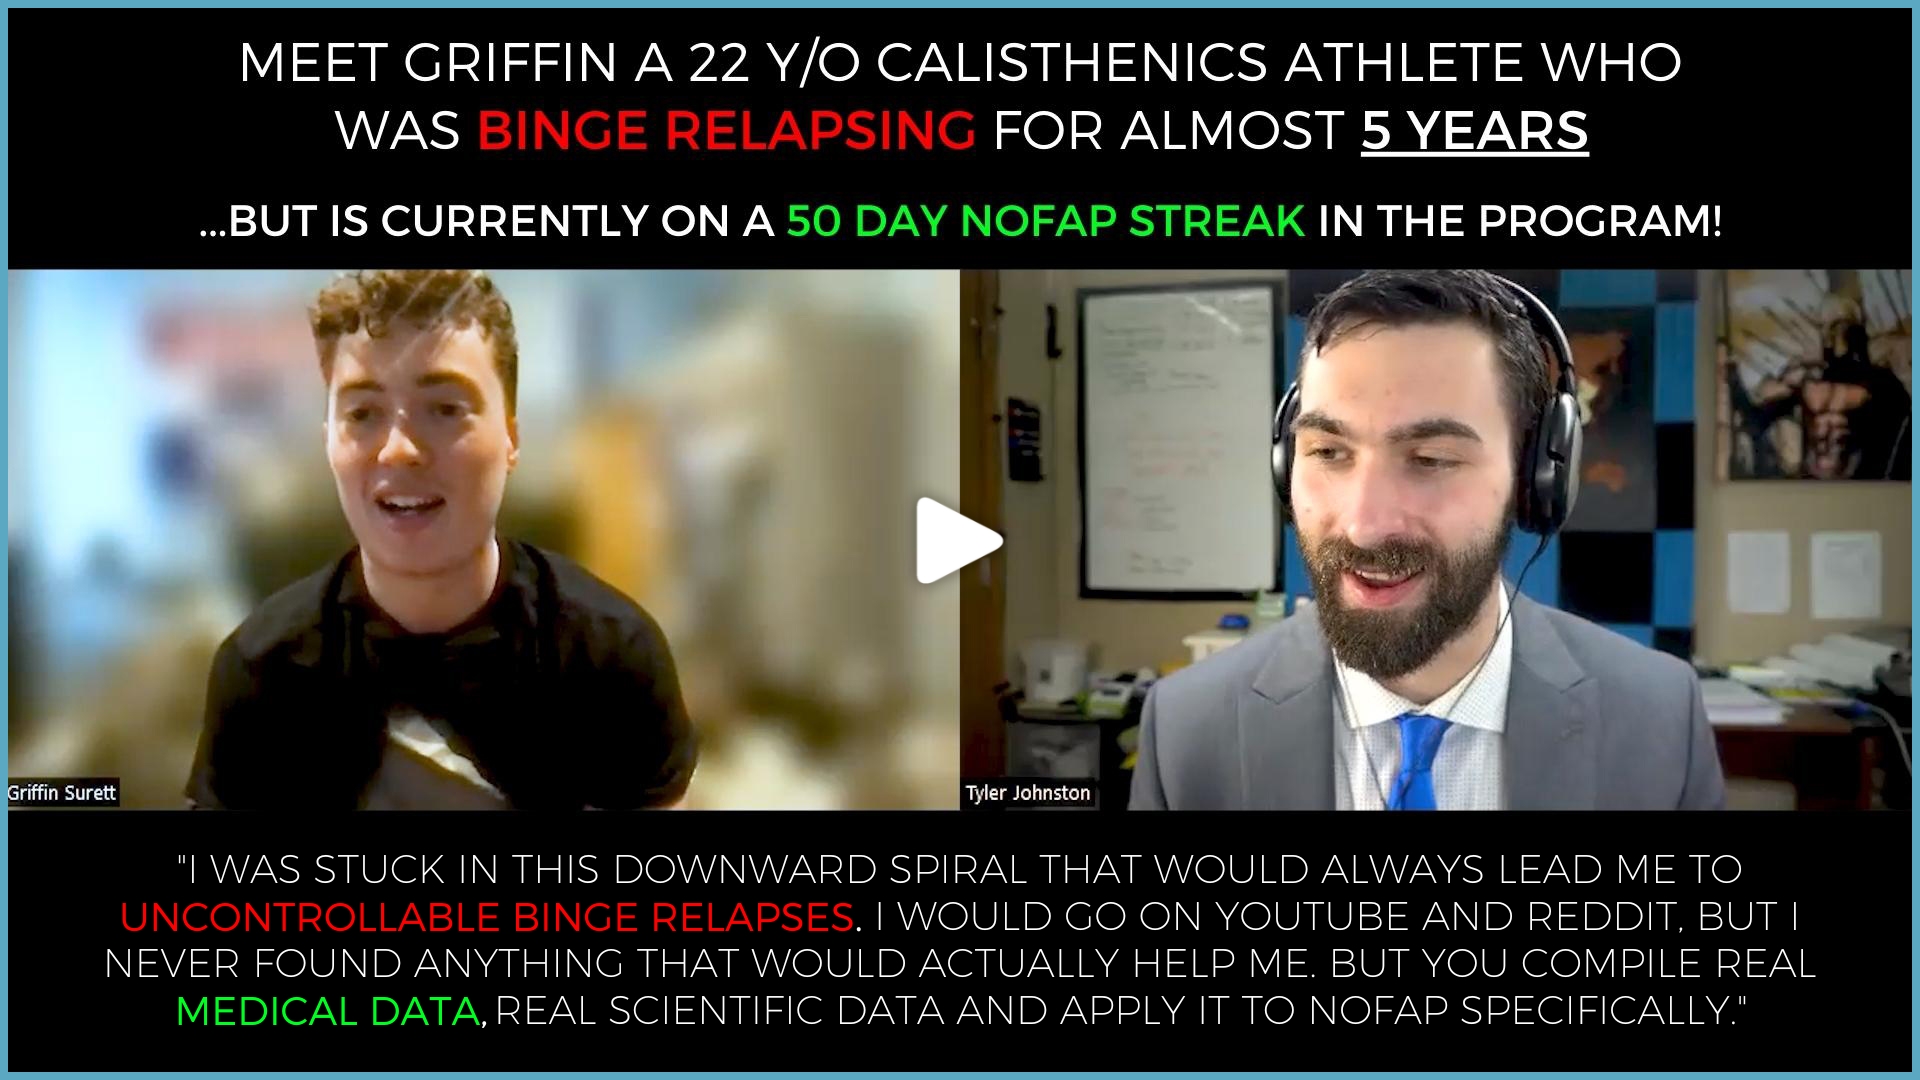 MEET GRIFFIN A 22 Y/O CALISTHENICS ATHLETE WHO
WAS BINGE RELAPSING FOR ALMOST 5 YEARS
...BUT IS CURRENTLY ON A 50 DAY NOFAP STREAK IN THE PROGRAM!
Griffin Surett
Tyler Johnston
"I WAS STUCK IN THIS DOWNWARD SPIRAL THAT WOULD ALWAYS LEAD ME TO
UNCONTROLLABLE BINGE RELAPSES. I WOULD GO ON YOUTUBE AND REDDIT, BUT I
NEVER FOUND ANYTHING THAT WOULD ACTUALLY HELP ME. BUT YOU COMPILE REAL
MEDICAL DATA, REAL SCIENTIFIC DATA AND APPLY IT TO NOFAP SPECIFICALLY."